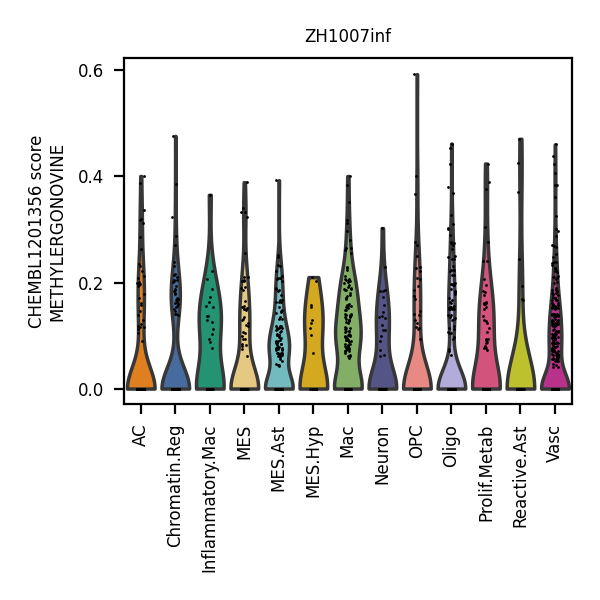 ZH1007inf
CHEMBL1201356 score
METHYLERGONOVINE
0.6
0.4
0.2
0.0
AC
Chromatin.Reg
Inflammatory.Mac
MES
MES.Ast
MES.Hyp
Mac
Neuron
OPC
Oligo
Prolif.Metab
Reactive.Ast
Vasc